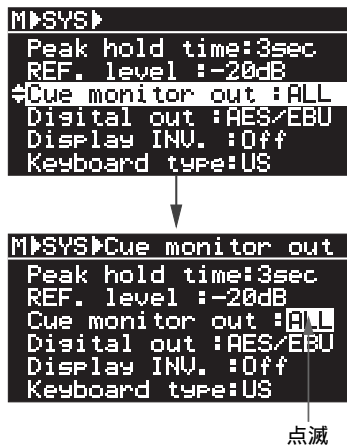 M▶SYS▶
Peak hold time:3sec
REF. level :-20dB
Cue monitor out :ALL
Digital out :AES/EBU
Display INV. :Off
Keyboard type:US
M▶SYS▶Cue monitor out
Peak hold time:3sec
REF. level :-20dB
Cue monitor out :ALL
Digital out :AES/EBU
Display INV. :Off
Keyboard type:US
点滅